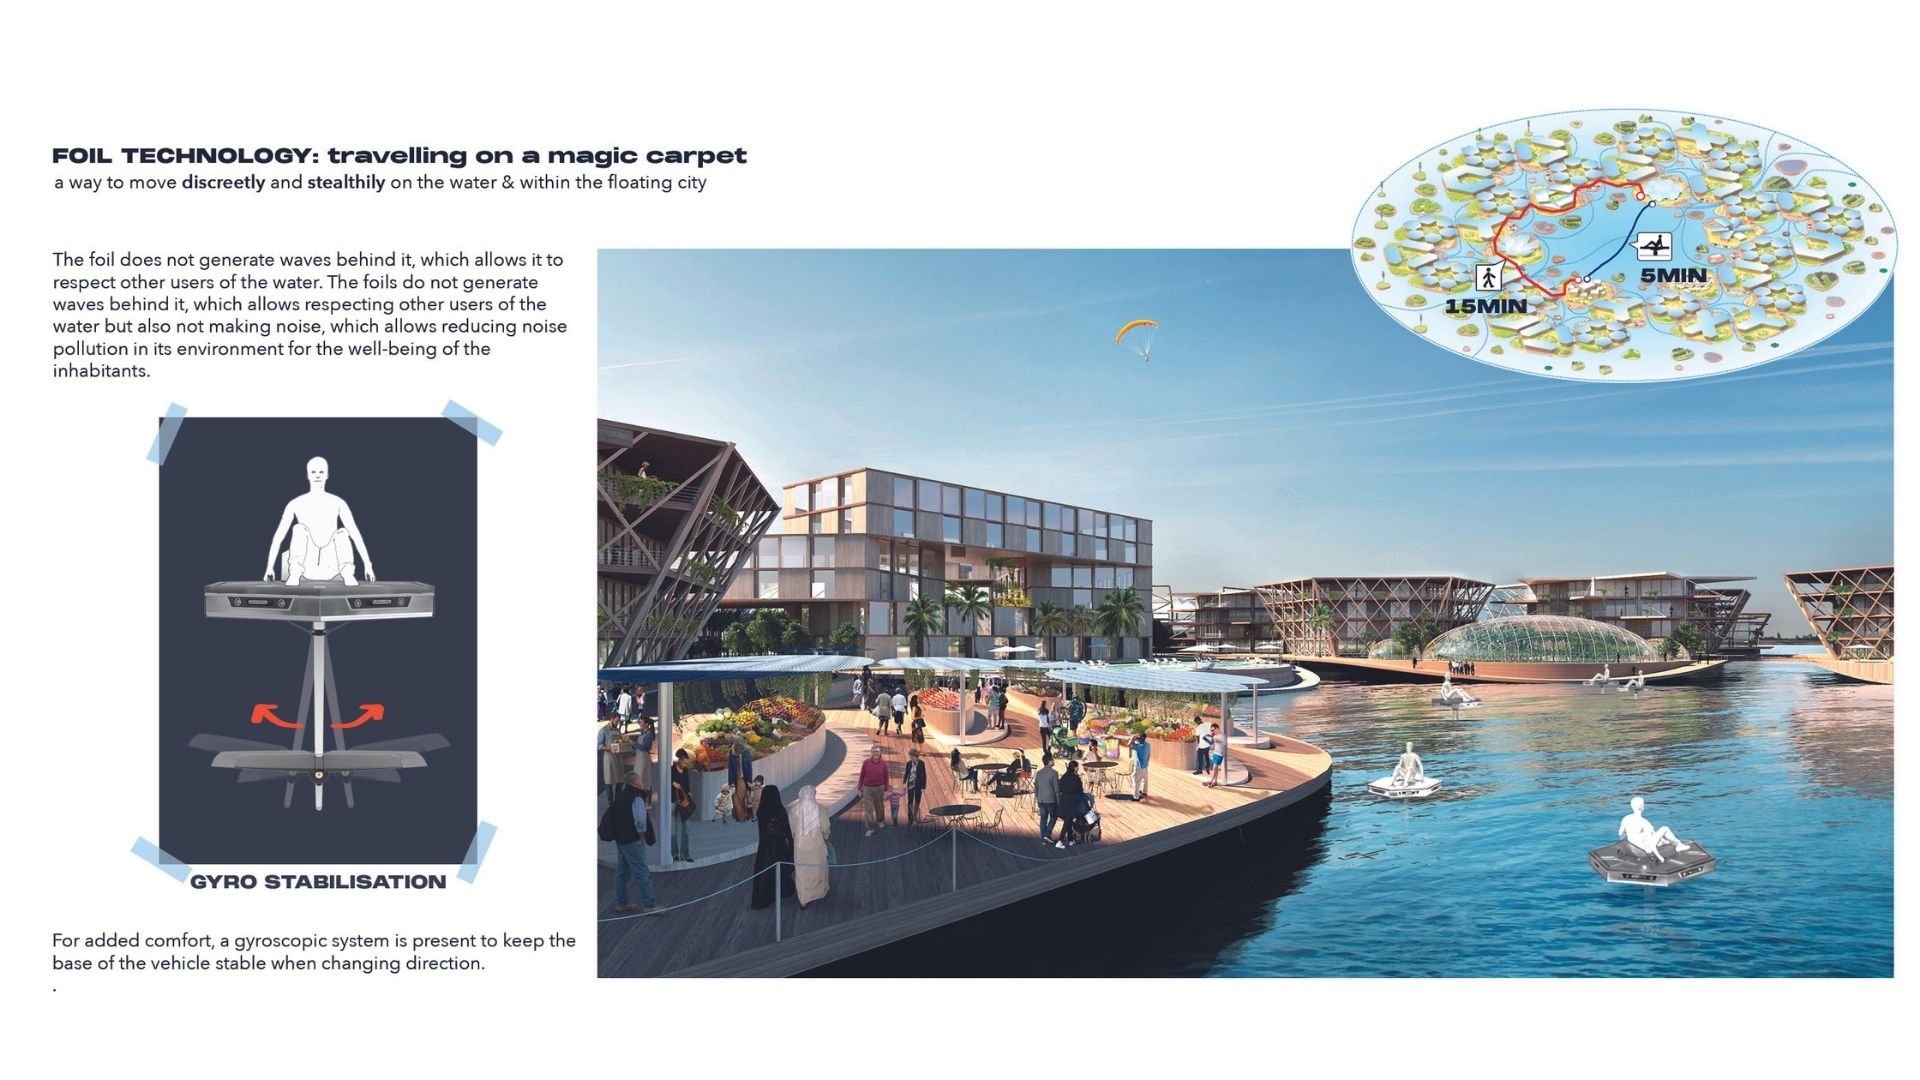 FOIL TECHNOLOGY: travelling on a magic carpet
a way to move discreetly and stealthily on the water & within the floating city
The foil does not generate waves behind it, which allows it to
respect other users of the water. The foils do not generate
waves behind it, which allows respecting other users of the
water but also not making noise, which allows reducing noise
pollution in its environment for the well-being of the
inhabitants.
GYRO STABILISATION
For added comfort, a gyroscopic system is present to keep the
base of the vehicle stable when changing direction.
.
5MIN
15MIN